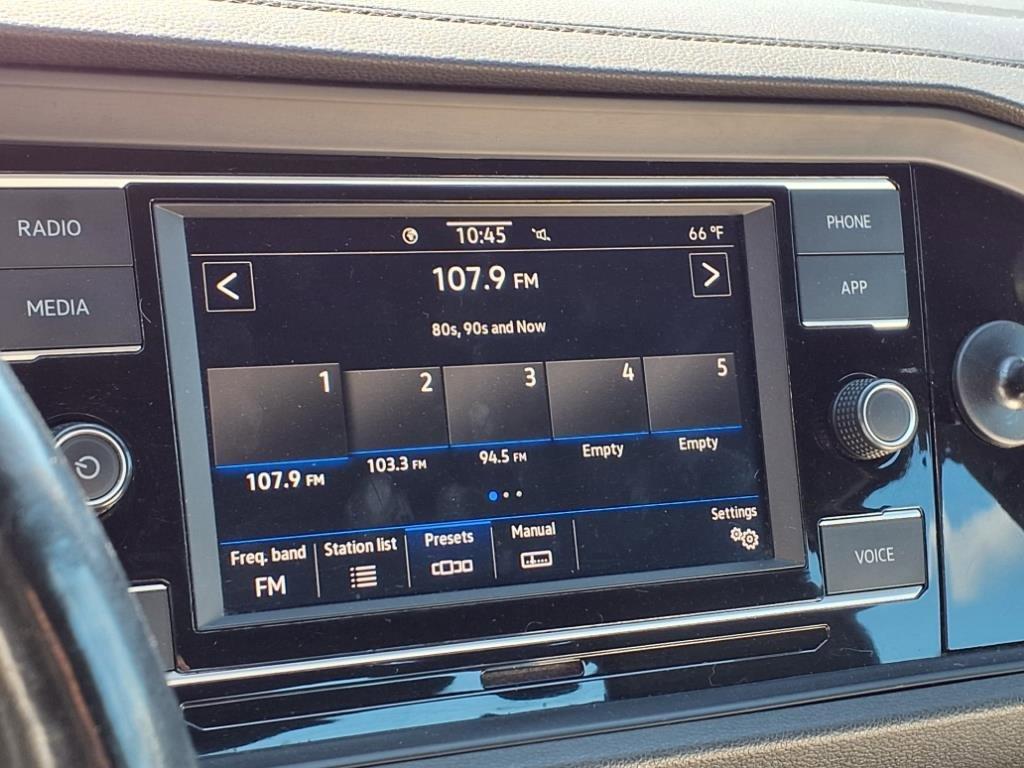 RADIO
MEDIA
10:45
66 °F
<
107.9 FM
>
80s, 90s and Now
1
2
3
4
5
107.9 FM
103.3 FM
94.5 FM
Empty
Empty
Freq. band
FM
Station list
Presets
Manual
Settings
PHONE
APP
VOICE